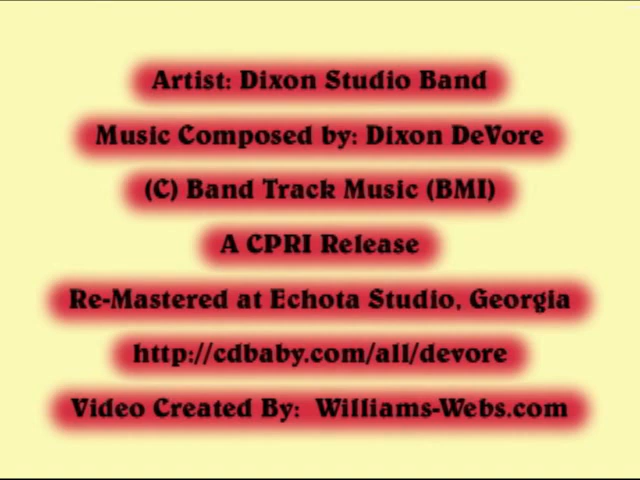 Artist: Dixon Studio Band
Music Composed by: Dixon DeVore
(C) Band Track Music (BMI)
A CPRI Release
Re-Mastered at Echota Studio, Georgia
http://cdbaby.com/all/devore
Video Created By:  Williams-Webs.com